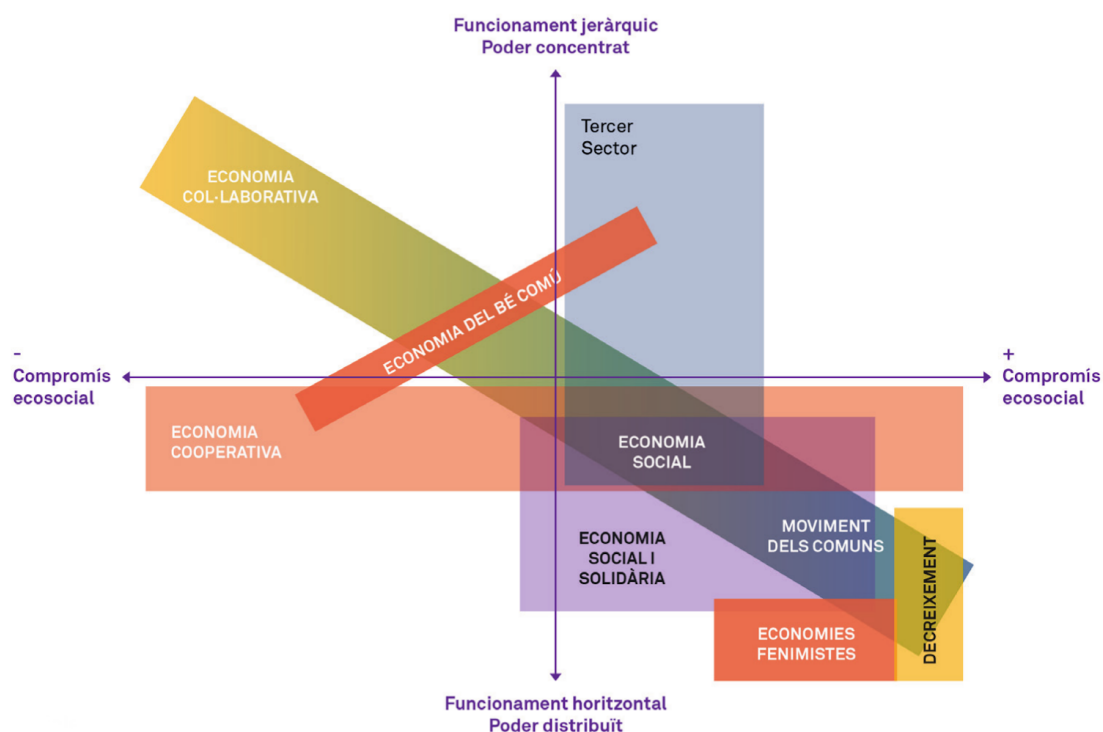 Funcionament jeràrquic
Poder concentrat
Tercer
Sector
ECONOMIA
COL·LABORATIVA
ECONOMIA DEL BÉ COMÚ
-
Compromís
ecosocial
+
Compromís
ecosocial
ECONOMIA
COOPERATIVA
ECONOMIA
SOCIAL
ECONOMIA
SOCIAL I
SOLIDÀRIA
MOVIMENT
DELS COMUNS
DECREIXEMENT
ECONOMIES
FENIMISTES
Funcionament horitzontal
Poder distribuït